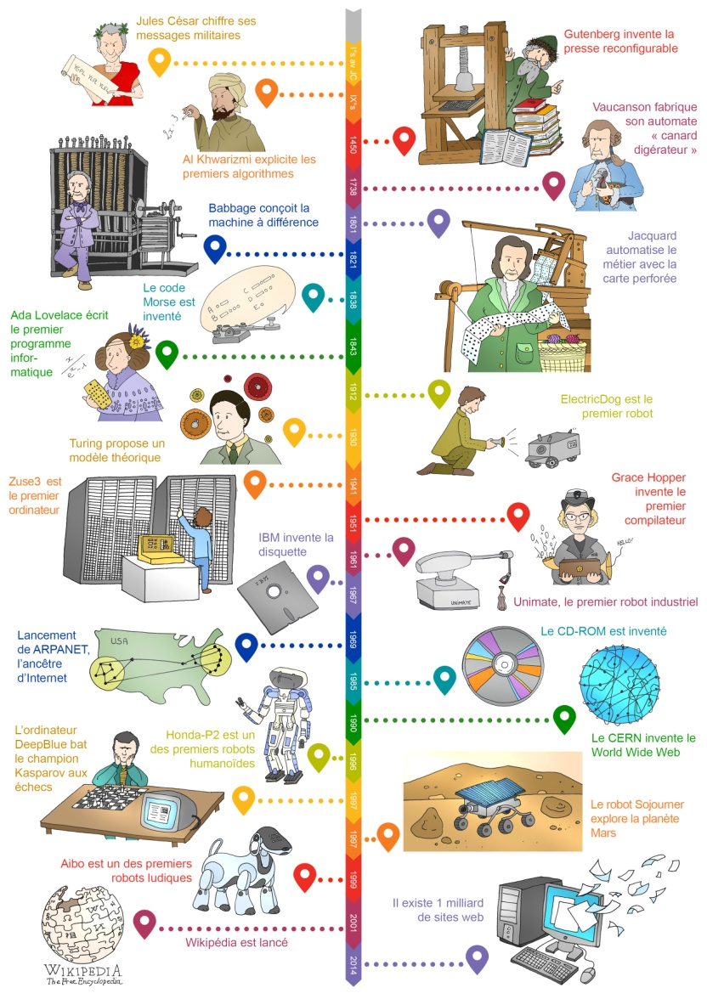 Jules César chiffre ses
messages militaires
I°s av JC
Gutenberg invente la
presse reconfigurable
IX°s
Al Khwarizmi explicite les
premiers algorithmes
1450
Vaucanson fabrique
son automate
« canard
digérateur »
1738
1801
Jacquard
automatise le
métier avec la
carte perforée
Babbage conçoit la
machine à différence
1821
Le code
Morse est
inventé
A
B
C
D
E
1838
Ada Lovelace écrit
le premier
programme
infor-
matique
1843
1912
ElectricDog est le
premier robot
Turing propose un
modèle théorique
1930
Zuse3 est
le premier
ordinateur
1941
Grace Hopper
invente le
premier
compilateur
HELLO!
1951
1961
UNIMATE
Unimate, le premier robot industriel
IBM invente la
disquette
IBM
1967
Lancement
de ARPANET,
l'ancêtre
d'Internet
USA
1969
Le CD-ROM est inventé
1985
1990
Le CERN invente le
World Wide Web
Honda-P2 est un
des premiers robots
humanoïdes
1996
L'ordinateur
DeepBlue bat
le champion
Kasparov aux
échecs
1997
Le robot Sojourner
explore la planète
Mars
1997
Aibo est un des premiers
robots ludiques
1999
Il existe 1 milliard
de sites web
2001
Wikipédia est lancé
WIKIPEDIA
The Free Encyclopedia
2014